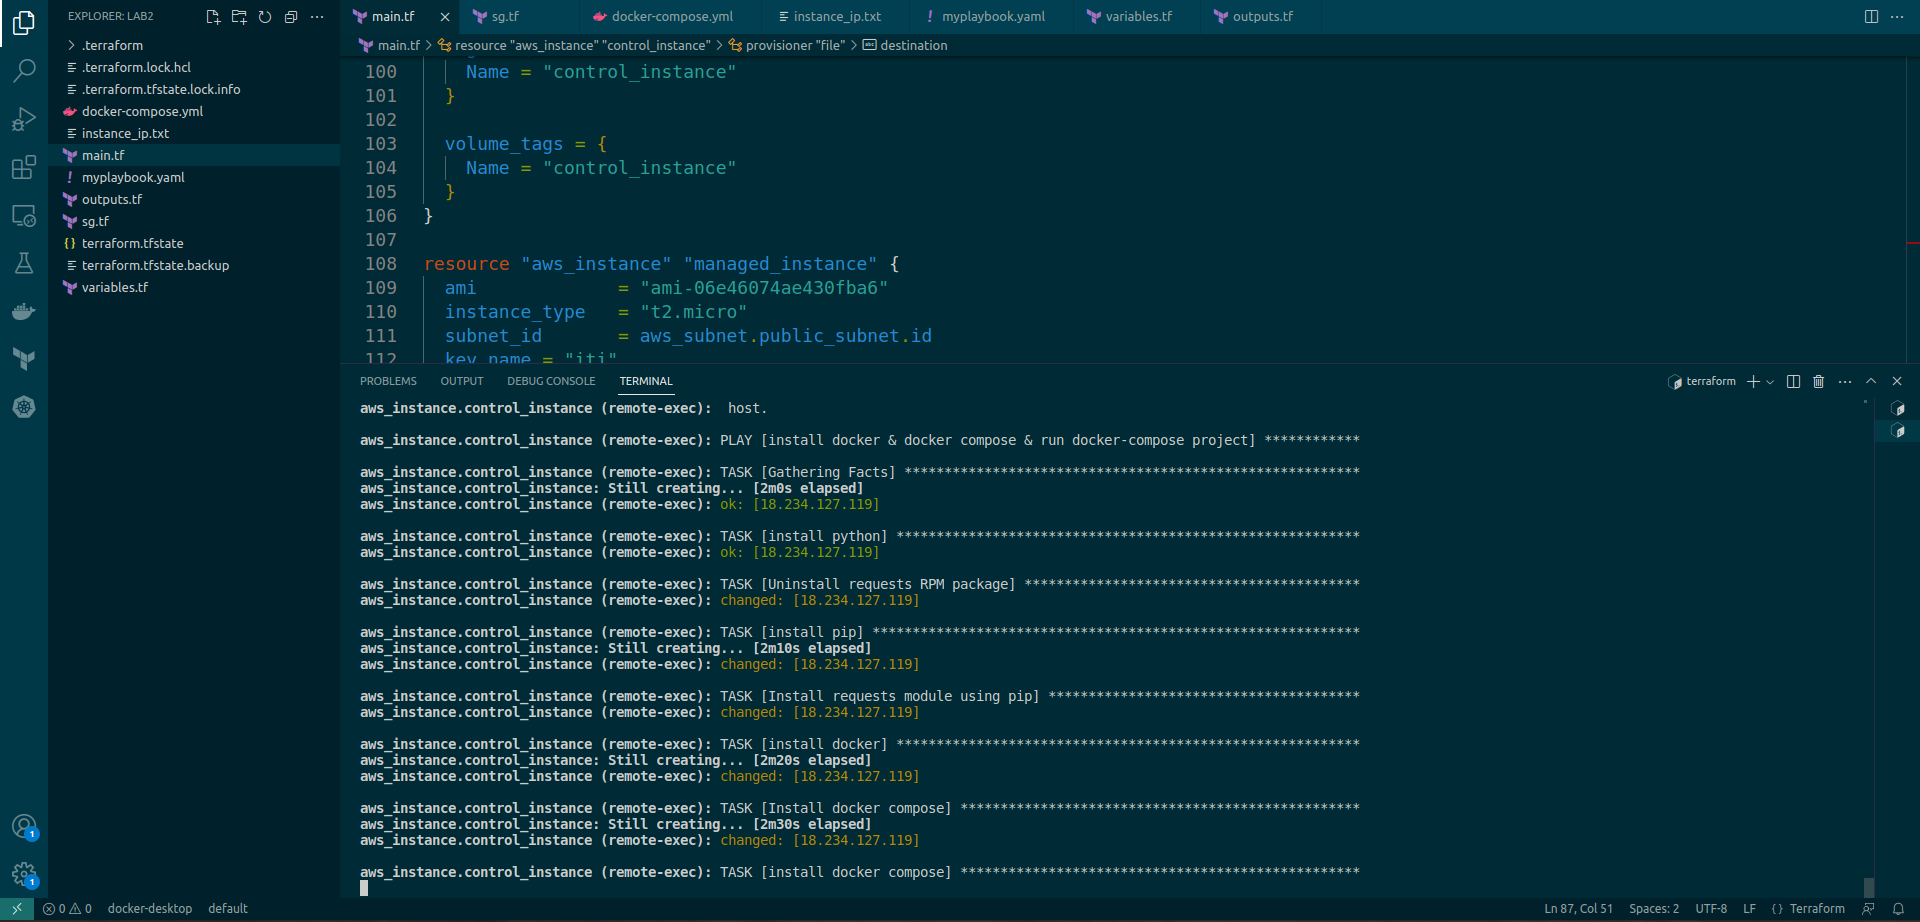 EXPLORER: LAB2
.terraform
.terraform.lock.hcl
.terraform.tfstate.lock.info
docker-compose.yml
instance_ip.txt
main.tf
myplaybook.yaml
outputs.tf
sg.tf
terraform.tfstate
terraform.tfstate.backup
variables.tf
main.tf sg.tf docker-compose.yml instance_ip.txt myplaybook.yaml variables.tf outputs.tf
main.tf > resource "aws_instance" "control_instance" > provisioner "file" > destination
100 Name = "control_instance"
101 }
102
103 volume_tags = {
104 Name = "control_instance"
105 }
106 }
107
108 resource "aws_instance" "managed_instance" {
109 ami = "ami-06e46074ae430fba6"
110 instance_type = "t2.micro"
111 subnet_id = aws_subnet.public_subnet.id
112 key_name = "iti"
PROBLEMS OUTPUT DEBUG CONSOLE TERMINAL terraform
aws_instance.control_instance (remote-exec):  host.
aws_instance.control_instance (remote-exec): PLAY [install docker & docker compose & run docker-compose project] ************
aws_instance.control_instance (remote-exec): TASK [Gathering Facts] *********************************************************
aws_instance.control_instance: Still creating... [2m0s elapsed]
aws_instance.control_instance (remote-exec): ok: [18.234.127.119]
aws_instance.control_instance (remote-exec): TASK [install python] **********************************************************
aws_instance.control_instance (remote-exec): ok: [18.234.127.119]
aws_instance.control_instance (remote-exec): TASK [Uninstall requests RPM package] ******************************************
aws_instance.control_instance (remote-exec): changed: [18.234.127.119]
aws_instance.control_instance (remote-exec): TASK [install pip] *************************************************************
aws_instance.control_instance: Still creating... [2m10s elapsed]
aws_instance.control_instance (remote-exec): changed: [18.234.127.119]
aws_instance.control_instance (remote-exec): TASK [Install requests module using pip] ***************************************
aws_instance.control_instance (remote-exec): changed: [18.234.127.119]
aws_instance.control_instance (remote-exec): TASK [install docker] **********************************************************
aws_instance.control_instance: Still creating... [2m20s elapsed]
aws_instance.control_instance (remote-exec): changed: [18.234.127.119]
aws_instance.control_instance (remote-exec): TASK [Install docker compose] **************************************************
aws_instance.control_instance: Still creating... [2m30s elapsed]
aws_instance.control_instance (remote-exec): changed: [18.234.127.119]
aws_instance.control_instance (remote-exec): TASK [install docker compose] **************************************************
1
1
0 0 docker-desktop default Ln 87, Col 51 Spaces: 2 UTF-8 LF {} Terraform